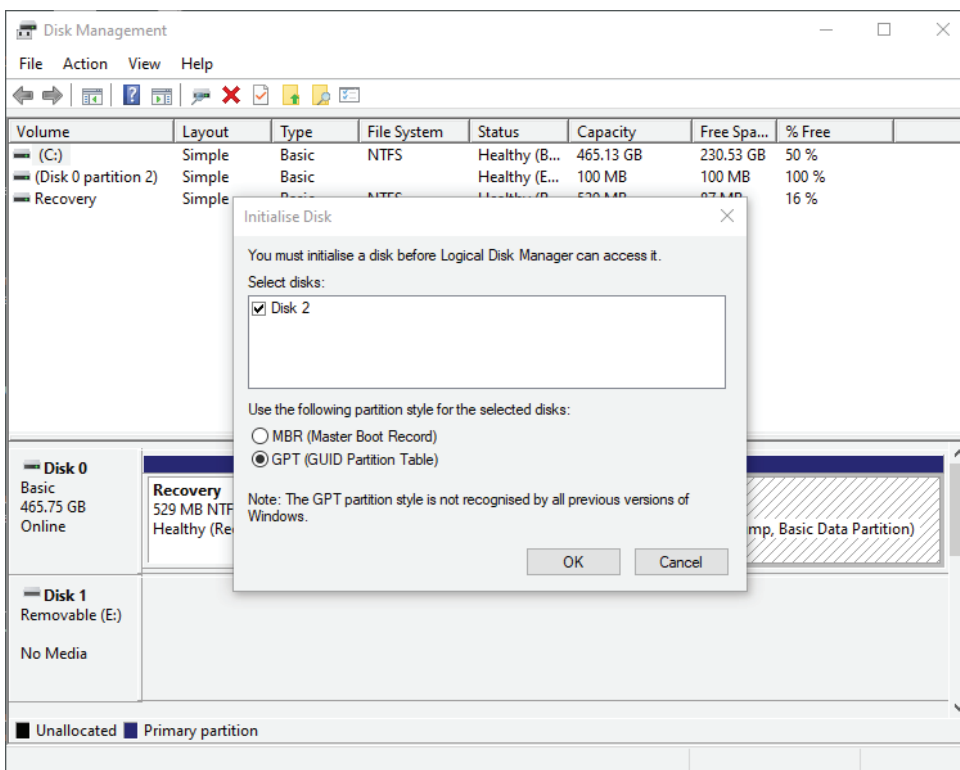 Disk Management
File Action View Help
Volume Layout Type File System Status Capacity Free Spa... % Free
(C:) Simple Basic NTFS Healthy (B... 465.13 GB 230.53 GB 50 %
(Disk 0 partition 2) Simple Basic Healthy (E... 100 MB 100 MB 100 %
Recovery Simple 16 %
Initialise Disk
You must initialise a disk before Logical Disk Manager can access it.
Select disks:
Disk 2
Use the following partition style for the selected disks:
MBR (Master Boot Record)
GPT (GUID Partition Table)
Note: The GPT partition style is not recognised by all previous versions of
Windows.
OK Cancel
Disk 0
Basic
465.75 GB
Online
Recovery
529 MB NTF
Healthy (Re
mp, Basic Data Partition)
Disk 1
Removable (E:)
No Media
Unallocated Primary partition